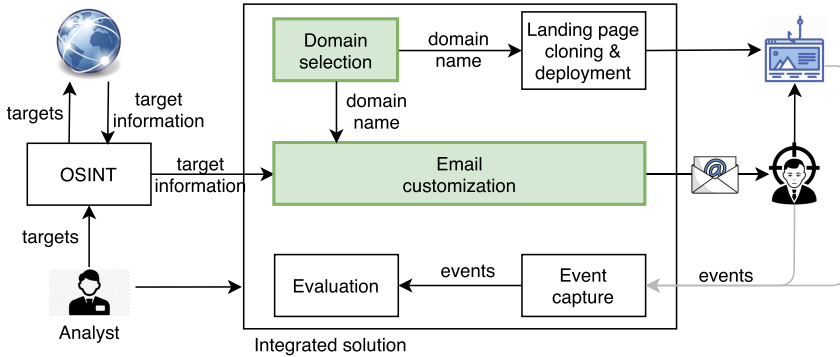 Domain
selection
domain
name
Landing page
cloning &
deployment
targets
target
information
domain
name
OSINT
target
information
Email
customization
@
targets
Analyst
Evaluation
events
Event
capture
events
Integrated solution